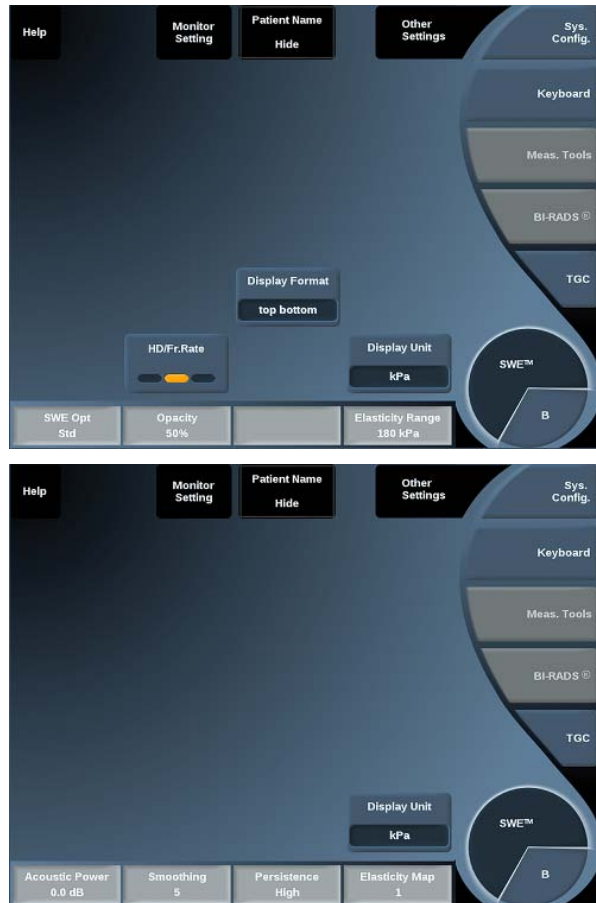 Help
Monitor
Setting
Patient Name
Hide
Other
Settings
Sys.
Config.
Keyboard
Meas. Tools
BI-RADS ®
TGC
Display Format
top bottom
HD/Fr.Rate
Display Unit
kPa
SWE™
B
SWE Opt
Std
Opacity
50%
Elasticity Range
180 kPa
Help
Monitor
Setting
Patient Name
Hide
Other
Settings
Sys.
Config.
Keyboard
Meas. Tools
BI-RADS ®
TGC
Display Unit
kPa
SWE™
B
Acoustic Power
0.0 dB
Smoothing
5
Persistence
High
Elasticity Map
1